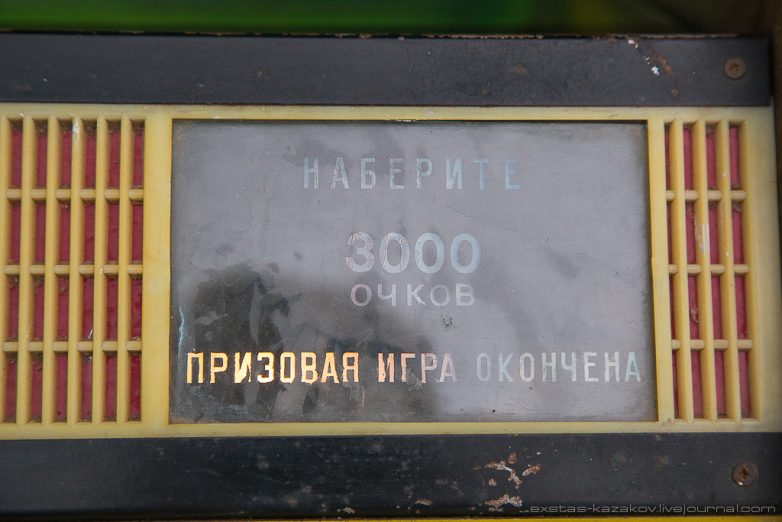 НАБЕРИТЕ
3000
ОЧКОВ
ПРИЗОВАЯ ИГРА ОКОНЧЕНА
exstas-kazakov.livejournal.com